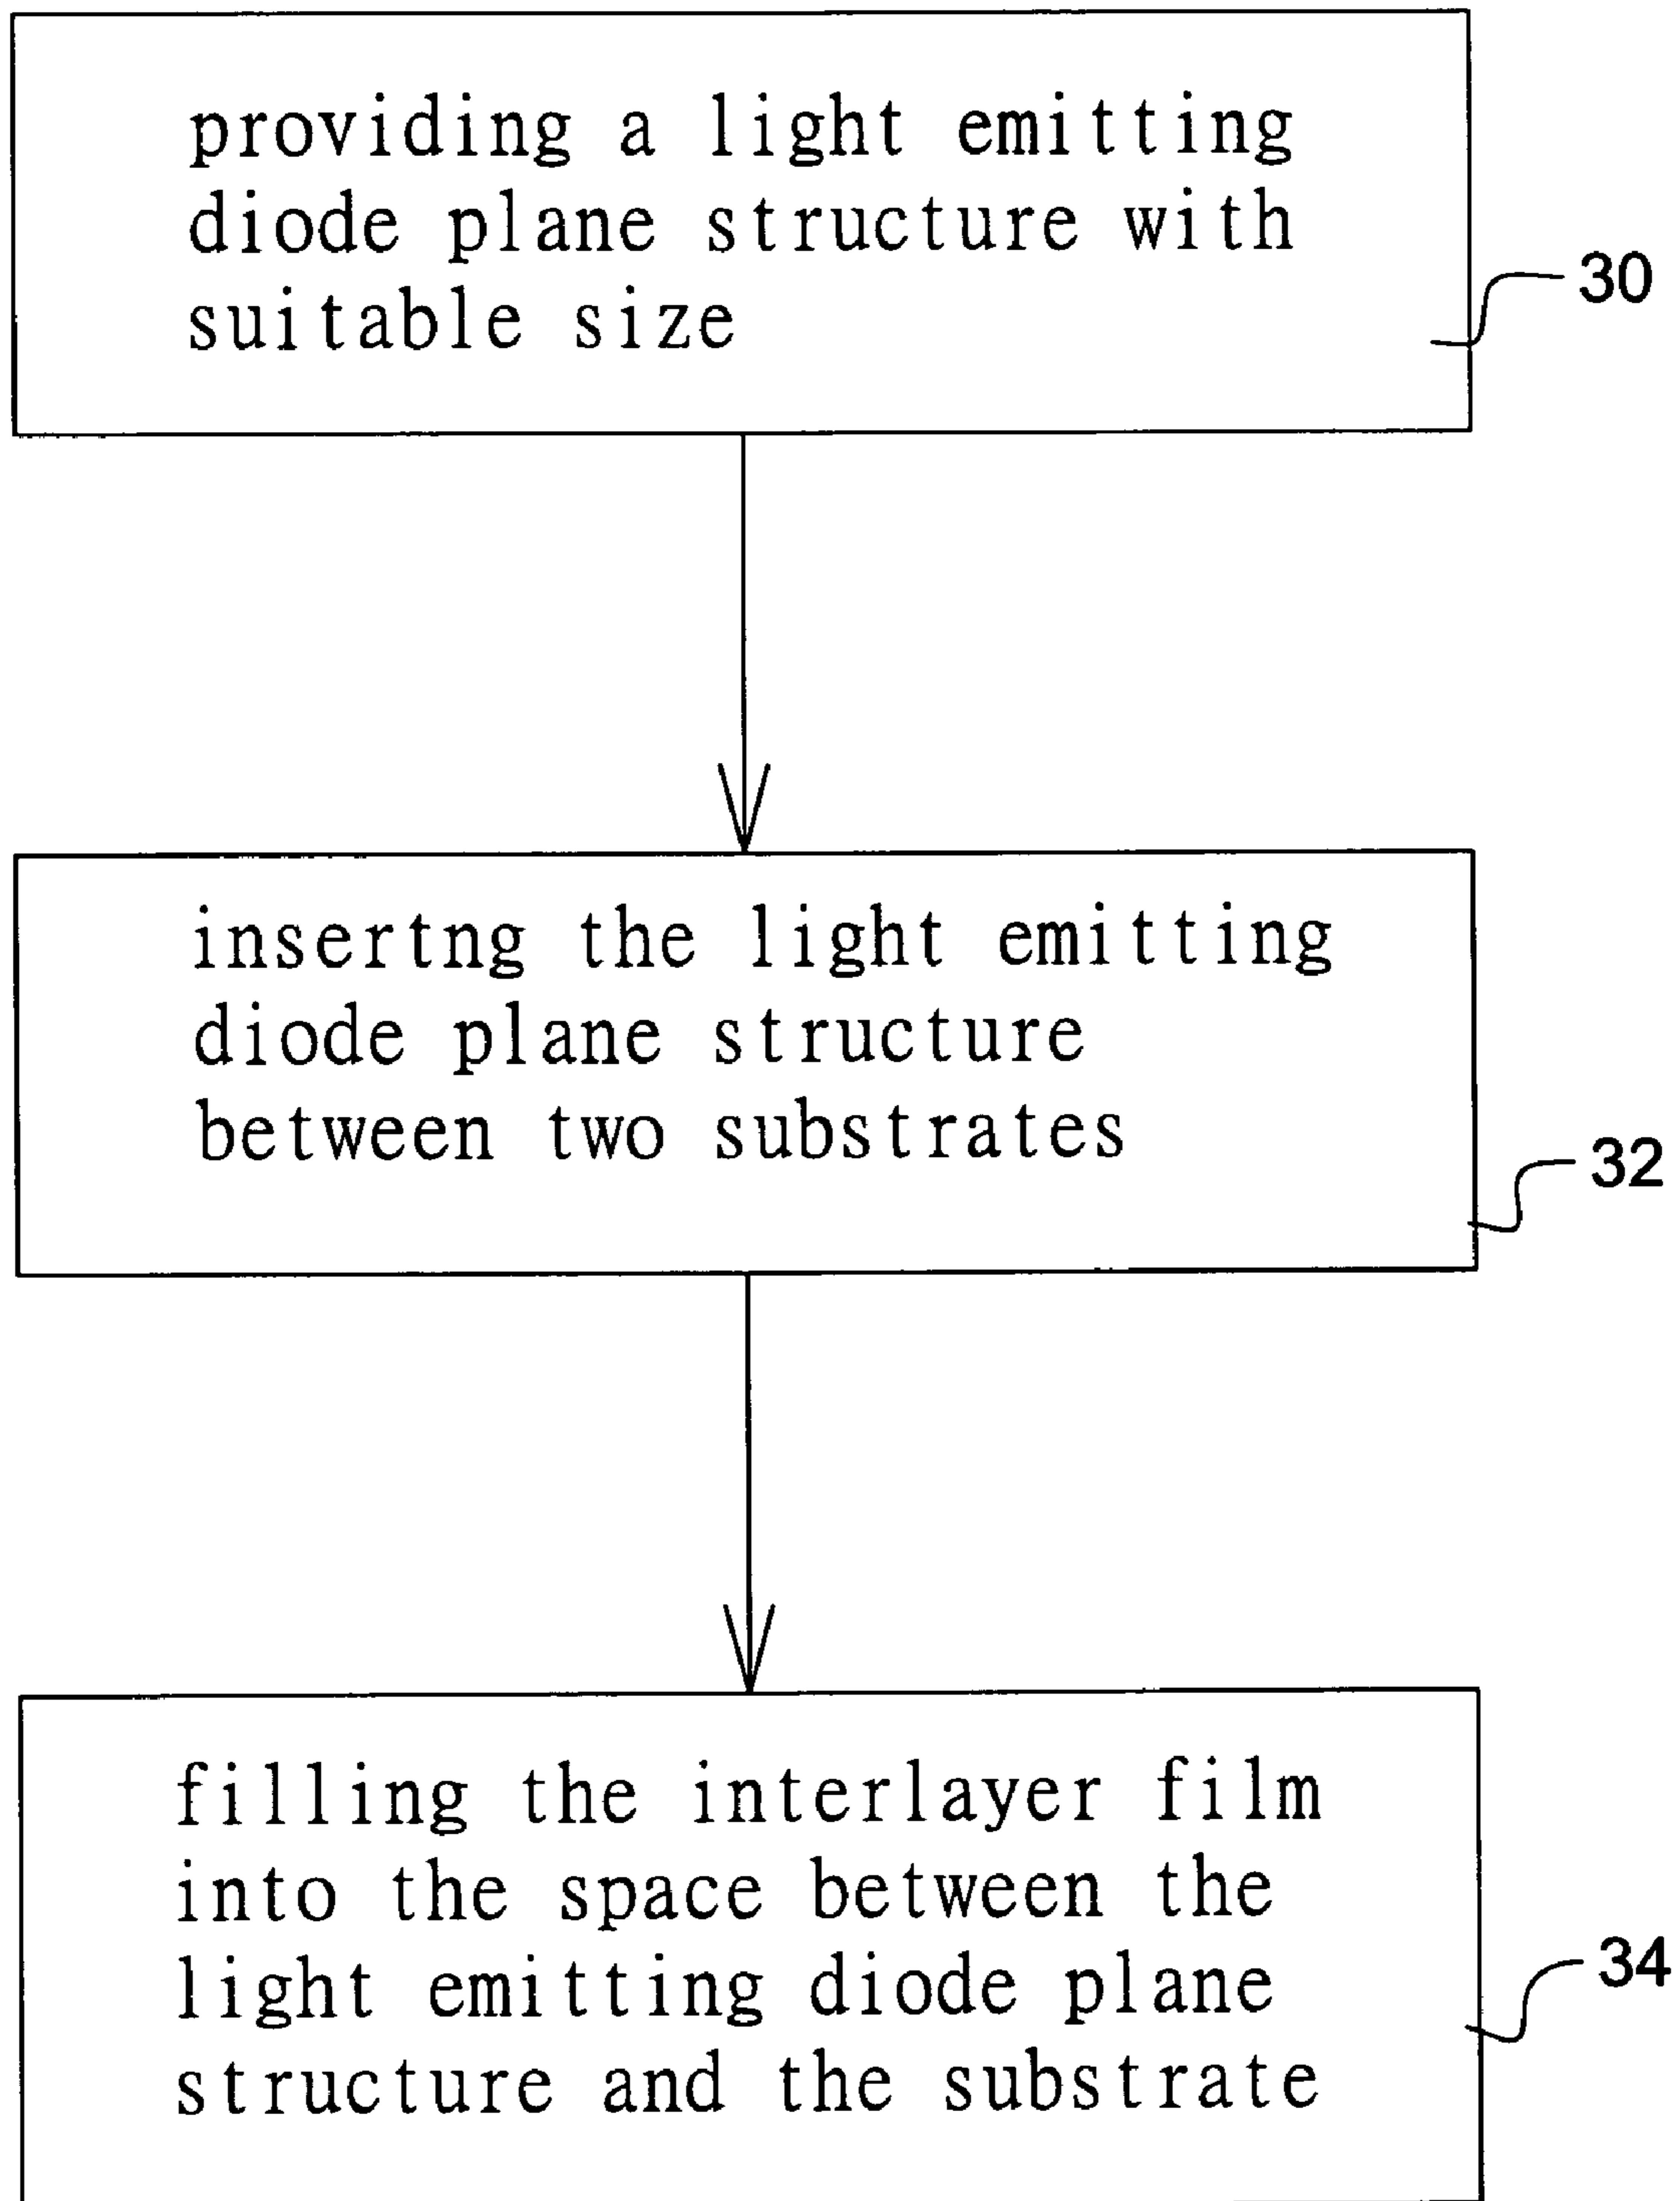 providing a light emitting
diode plane structure with
suitable size
30
insertng the light emitting
diode plane structure
between two substrates
32
filling the interlayer film
into the space between the
light emitting diode plane
structure and the substrate
34